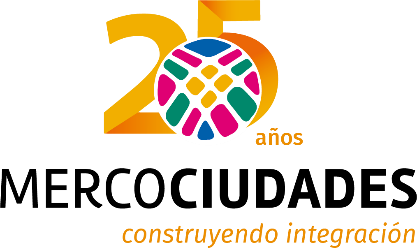 25
años
MERCOCIUDADES
construyendo integración